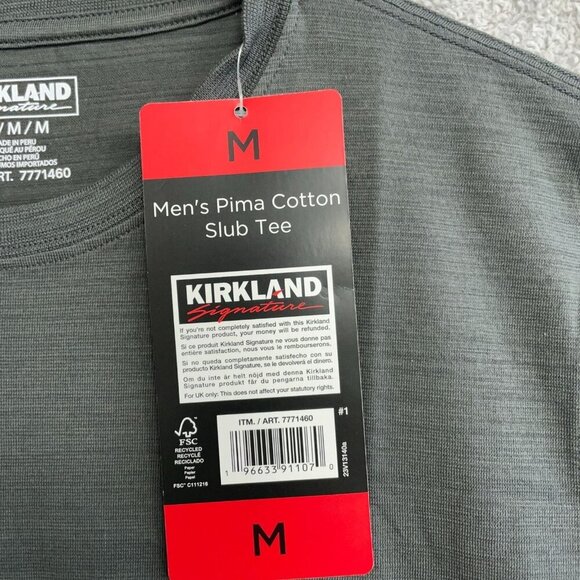 KLAND
Signature
/M/M
MADE IN PERU
QUÉ AU PÉROU
HECHO EN PERÚ
IMPORTADOS
ART. 7771460
M
Men's Pima Cotton
Slub Tee
KIRKLAND
Signature
If you're not completely satisfied with this Kirkland
Signature product, your money will be refunded.
Si ce produit Kirkland Signature ne vous donne pas
entière satisfaction, nous vous le rembourserons.
Si no queda completamente satisfecho con su
producto Kirkland Signature, se le devolverá el dinero.
Om du inte är helt nöjd med denna Kirkland
Signature produkt får du pengarna tillbaka.
For UK only: This does not affect your statutory rights.
ITM. / ART. 7771460
1 96633 91107 0
#1
23V13140s
FSC
RECYCLED
RECYCLÉ
RECICLADO
Paper
Papier
Papel
FSC™ C111216
M